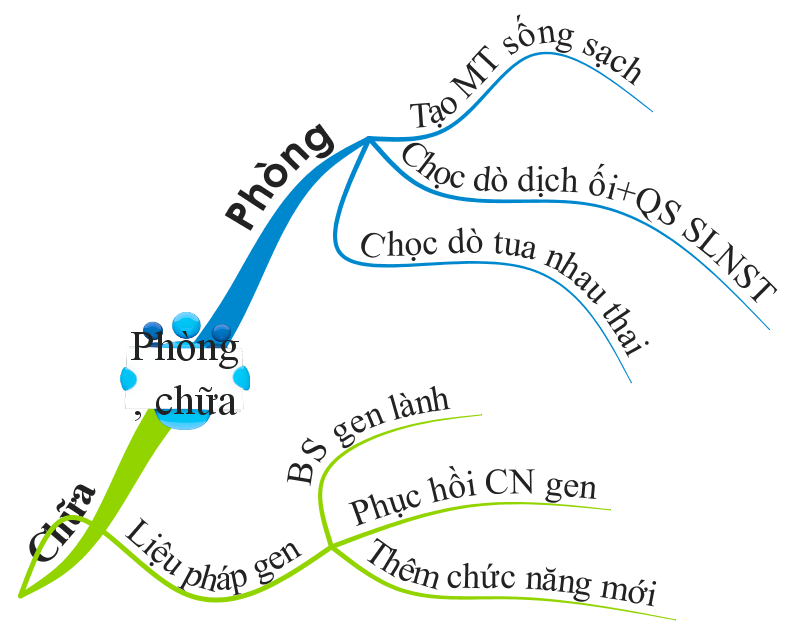 Phòng
, chữa
Phòng
Tạo MT sống sạch
Chọc dò dịch ối+QS SLNST
Chọc dò tua nhau thai
Chữa
Liệu pháp gen
BS gen lành
Phục hồi CN gen
Thêm chức năng mới